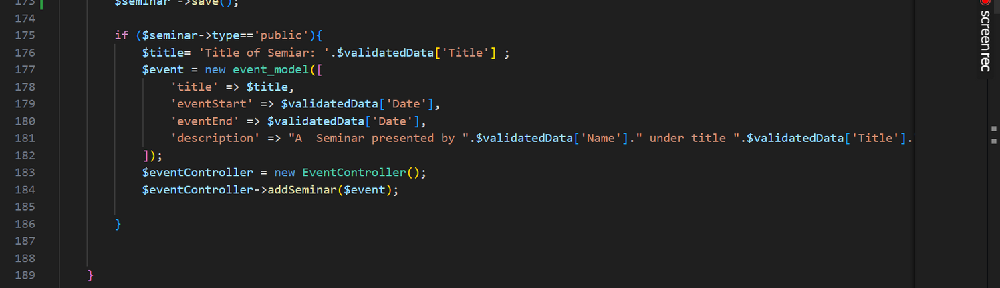 173 $seminar ->save();
174
175 if ($seminar->type=='public'){
176 $title= 'Title of Semiar: '.$validatedData['Title'] ;
177 $event = new event_model([
178 'title' => $title,
179 'eventStart' => $validatedData['Date'],
180 'eventEnd' => $validatedData['Date'],
181 'description' => "A  Seminar presented by ".$validatedData['Name']." under title ".$validatedData['Title'].
182 ]);
183 $eventController = new EventController();
184 $eventController->addSeminar($event);
185
186 }
187
188
189 }
screenrec